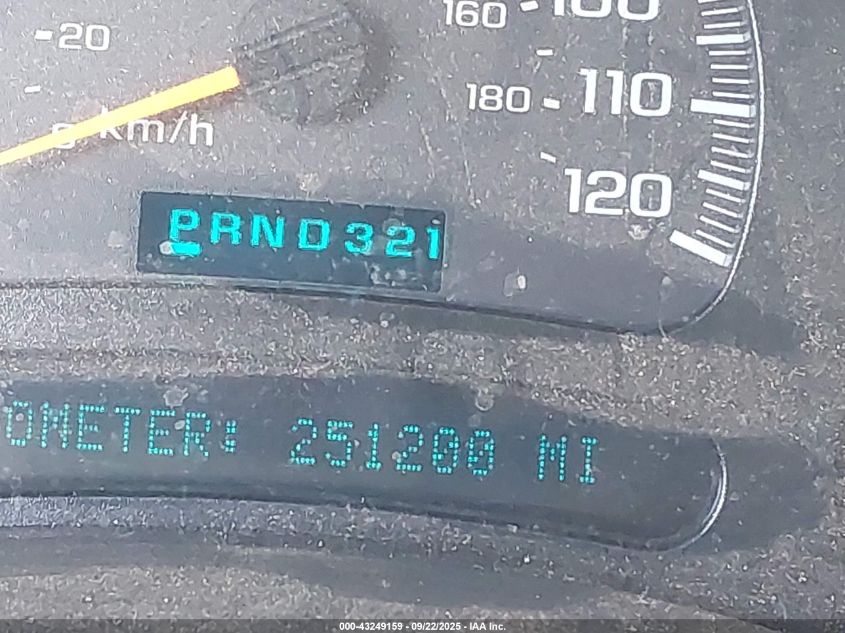 160 100
20
180 110
km/h
120
PRND321
OMETER: 251200 MI
000-43249159 - 09/22/2025 - IAA Inc.